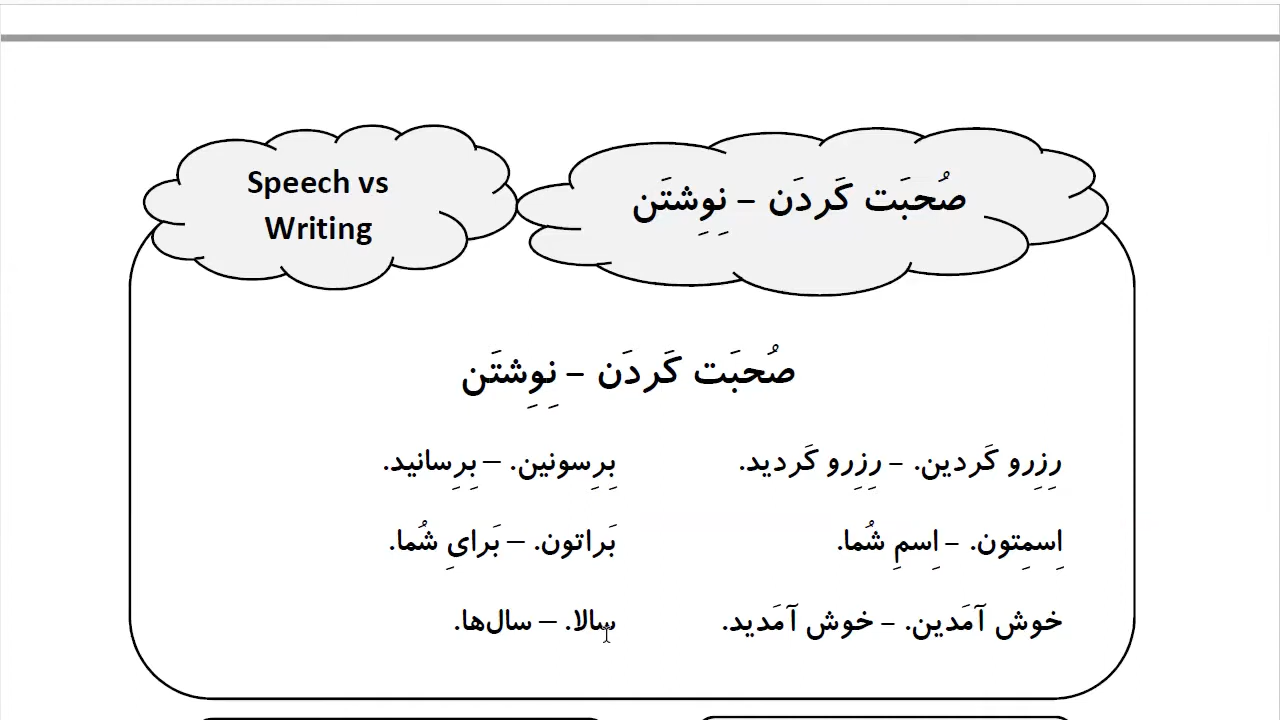 Speech vs
Writing
صُحبَت کَردَن – نِوِشتَن
صُحبَت کَردَن – نِوِشتَن
رِزِرو کَردین. – رِزِرو کَردید.
بِرِسونین. – بِرِسانید.
اِسمِتون. – اِسمِ شُما.
بَراتون. – بَرایِ شُما.
خوش آمَدین. – خوش آمَدید.
سالا. – سال‌ها.